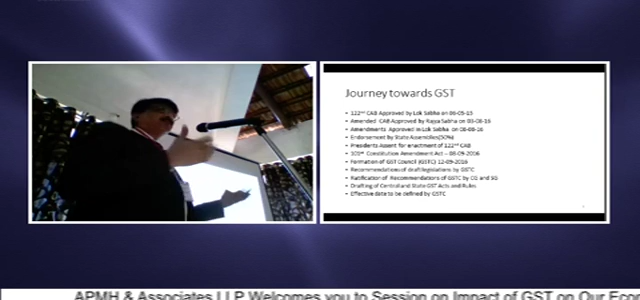 Journey towards GST
• 122nd CAB Approved by Lok Sabha on 06-05-15
• Amended CAB Approved by Rajya Sabha on 03-08-16
• Amendments Approved in Lok Sabha on 08-08-16
• Endorsement by State Assemblies(50%)
• Presidents Assent for enactment of 122nd CAB
• 101st Constitution Amendment Act – 08-09-2016
• Formation of GST Council (GSTC) 12-09-2016
• Recommendations of draft legislations by GSTC
• Ratification of Recommendations of GSTC by CG and SG
• Drafting of Central and State GST Acts and Rules
• Effective date to be defined by GSTC
APMH & Associates LLP Welcomes you to Session on Impact of GST on Our Eco